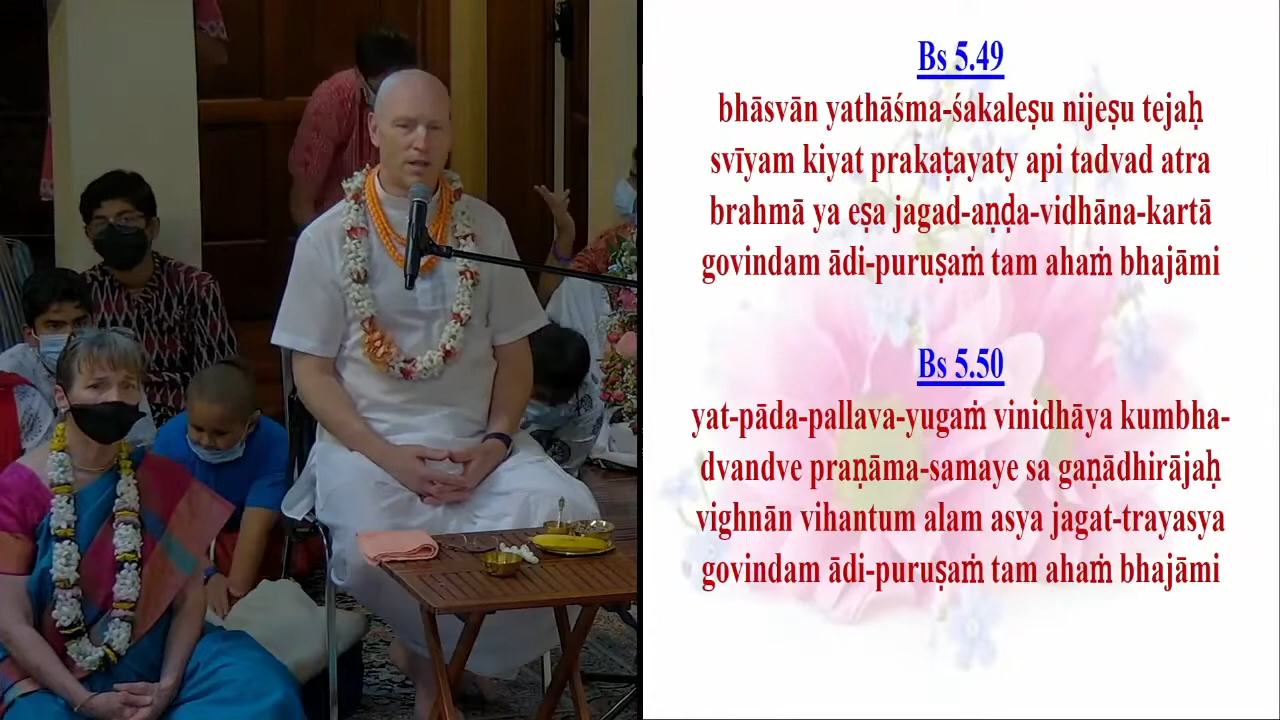 Bs 5.49
bhāsvān yathāśma-śakaleṣu nijeṣu tejaḥ
svīyam kiyat prakaṭayaty api tadvad atra
brahmā ya eṣa jagad-aṇḍa-vidhāna-kartā
govindam ādi-puruṣaṁ tam ahaṁ bhajāmi
Bs 5.50
yat-pāda-pallava-yugaṁ vinidhāya kumbha-
dvandve praṇāma-samaye sa gaṇādhirājaḥ
vighnān vihantum alam asya jagat-trayasya
govindam ādi-puruṣaṁ tam ahaṁ bhajāmi